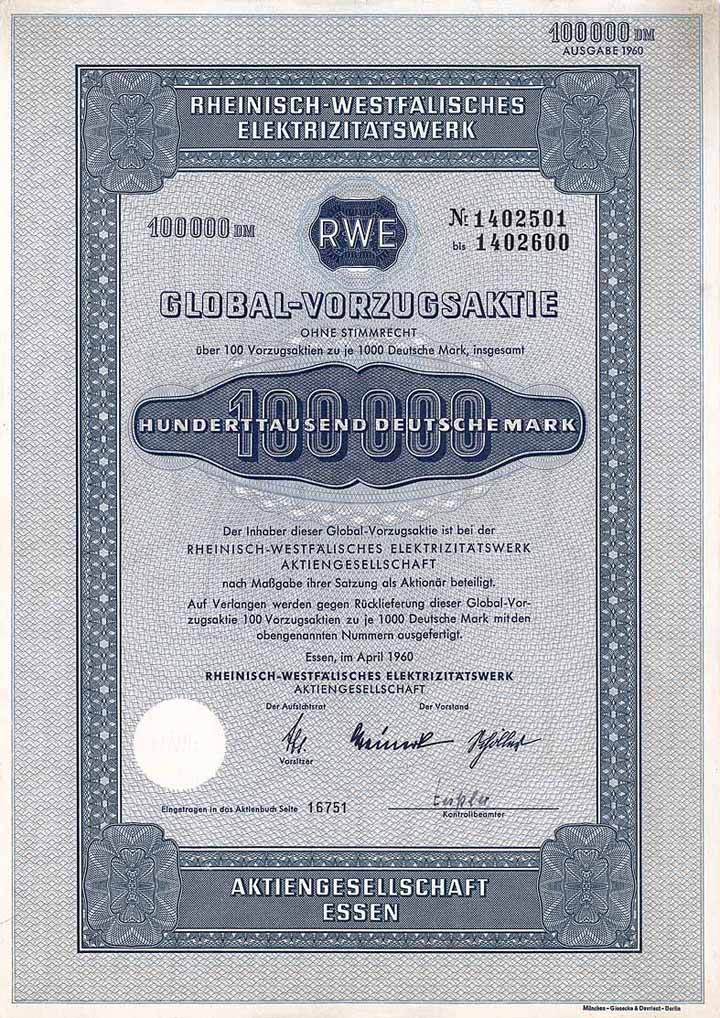 100000 DM
AUSGABE 1960
RHEINISCH-WESTFÄLISCHES
ELEKTRIZITÄTSWERK
100000 DM
RWE
№ 1402501
bis 1402600
GLOBAL-VORZUGSAKTIE
OHNE STIMMRECHT
über 100 Vorzugsaktien zu je 1000 Deutsche Mark, insgesamt
100000
HUNDERTTAUSEND DEUTSCHE MARK
Der Inhaber dieser Global-Vorzugsaktie ist bei der
RHEINISCH-WESTFÄLISCHES ELEKTRIZITÄTSWERK
AKTIENGESELLSCHAFT
nach Maßgabe ihrer Satzung als Aktionär beteiligt.
Auf Verlangen werden gegen Rücklieferung dieser Global-Vor-
zugsaktie 100 Vorzugsaktien zu je 1000 Deutsche Mark mit den
obengenannten Nummern ausgefertigt.
Essen, im April 1960
RHEINISCH-WESTFÄLISCHES ELEKTRIZITÄTSWERK
AKTIENGESELLSCHAFT
Der Aufsichtsrat Der Vorstand
Vorsitzer
Eingetragen in das Aktienbuch Seite 16751
Kontrollbeamter
AKTIENGESELLSCHAFT
ESSEN
München - Giesecke & Devrient - Berlin